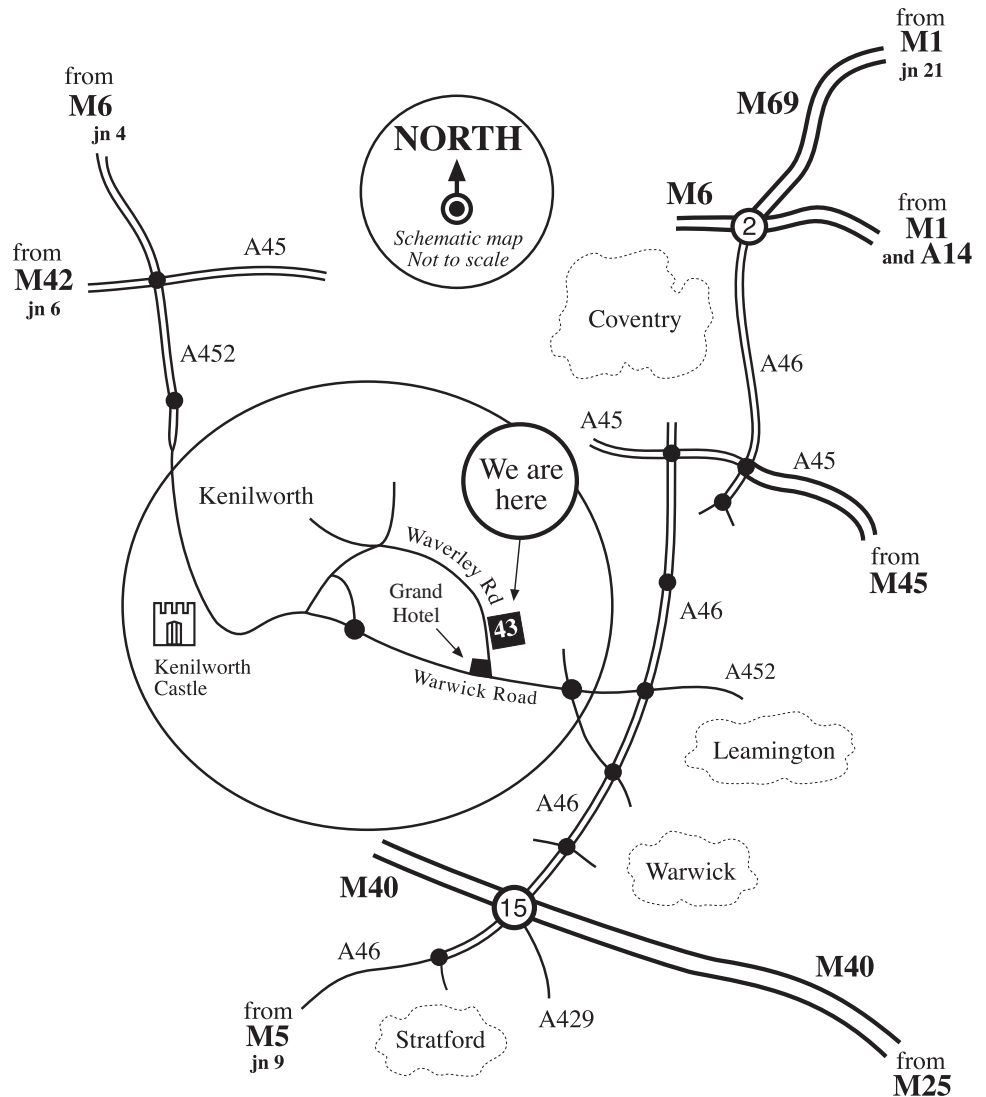 from
M1
jn 21
from
M6
jn 4
M69
NORTH
Schematic map
Not to scale
M6
2
from
M1
and A14
from
M42
jn 6
A45
Coventry
A452
A46
A45
A45
We are
here
Kenilworth
Waverley Rd
from
M45
Grand
Hotel
43
A46
Kenilworth
Castle
Warwick Road
A452
Leamington
A46
Warwick
M40
15
A46
M40
from
M5
jn 9
A429
Stratford
from
M25